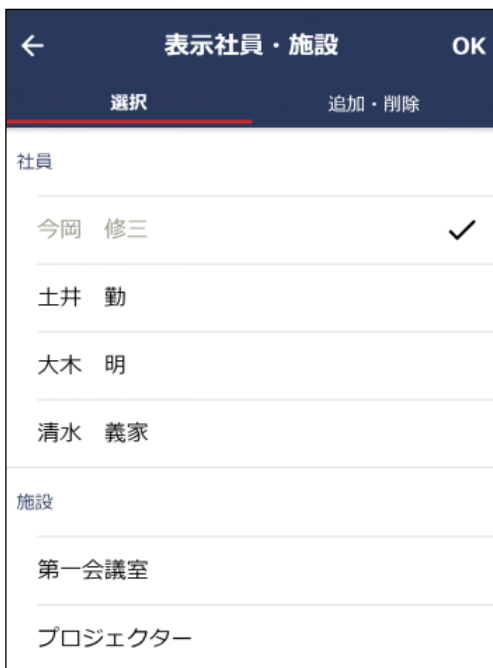 表示社員・施設 OK
選択 追加・削除
社員
今岡　修三
土井　勤
大木　明
清水　義家
施設
第一会議室
プロジェクター